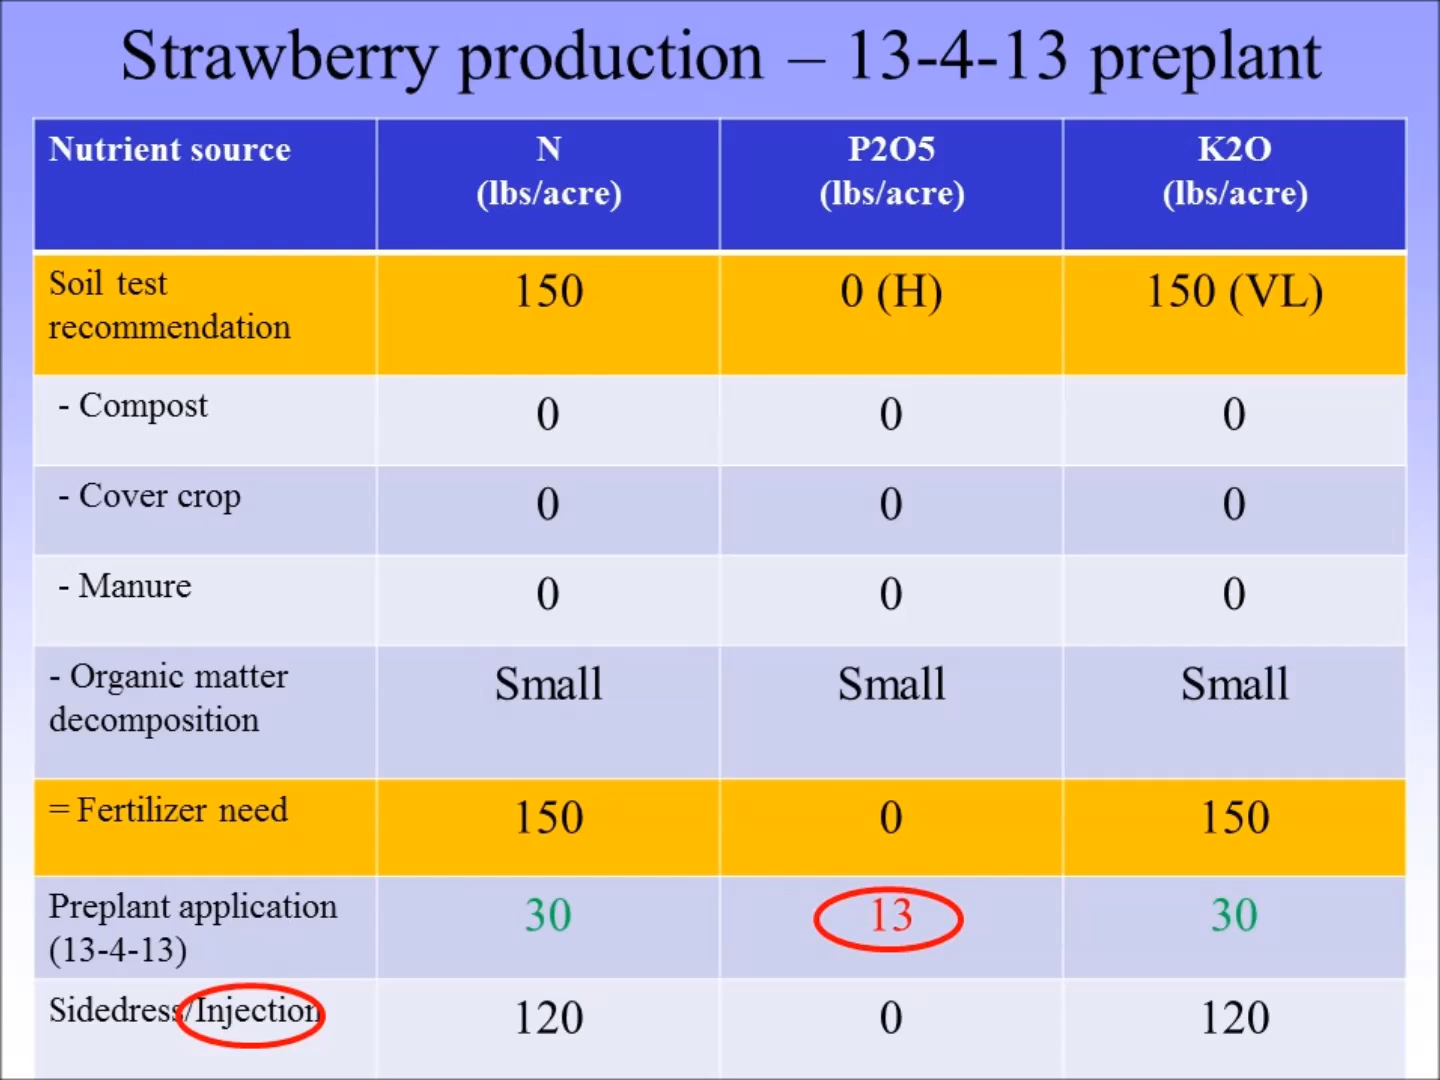 Strawberry production – 13-4-13 preplant
Nutrient source
N
(lbs/acre)
P2O5
(lbs/acre)
K2O
(lbs/acre)
Soil test
recommendation
150
0 (H)
150 (VL)
- Compost
0
0
0
- Cover crop
0
0
0
- Manure
0
0
0
- Organic matter
decomposition
Small
Small
Small
= Fertilizer need
150
0
150
Preplant application
(13-4-13)
30
13
30
Sidedress/Injection
120
0
120